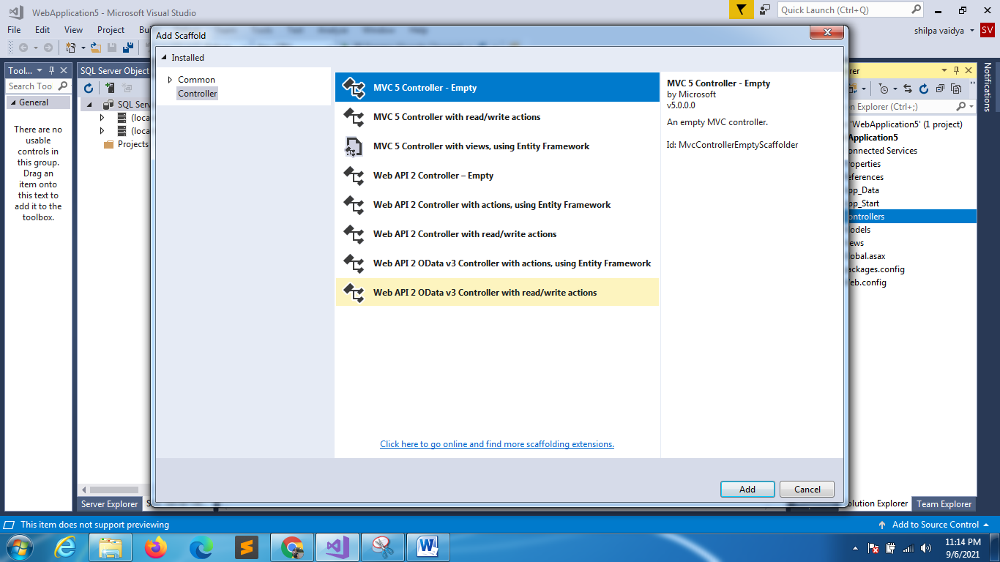 WebApplication5 - Microsoft Visual Studio
Quick Launch (Ctrl+Q)
File Edit View Project
shilpa vaidya SV
Add Scaffold
Installed
Common
Controller
MVC 5 Controller - Empty
MVC 5 Controller with read/write actions
MVC 5 Controller with views, using Entity Framework
Web API 2 Controller – Empty
Web API 2 Controller with actions, using Entity Framework
Web API 2 Controller with read/write actions
Web API 2 OData v3 Controller with actions, using Entity Framework
Web API 2 OData v3 Controller with read/write actions
Click here to go online and find more scaffolding extensions.
MVC 5 Controller - Empty
by Microsoft
v5.0.0.0
An empty MVC controller.
Id: MvcControllerEmptyScaffolder
Add Cancel
Tool...
Search Too
General
There are no
usable
controls in
this group.
Drag an
item onto
this text to
add it to the
toolbox.
SQL Server Object
SQL Serv
(loca
(loca
Projects
Server Explorer
rer
n Explorer (Ctrl+;)
'WebApplication5' (1 project)
Application5
onnected Services
operties
eferences
pp_Data
pp_Start
ontrollers
odels
ews
obal.asax
ackages.config
eb.config
olution Explorer Team Explorer
Notifications
This item does not support previewing
Add to Source Control
11:14 PM
9/6/2021